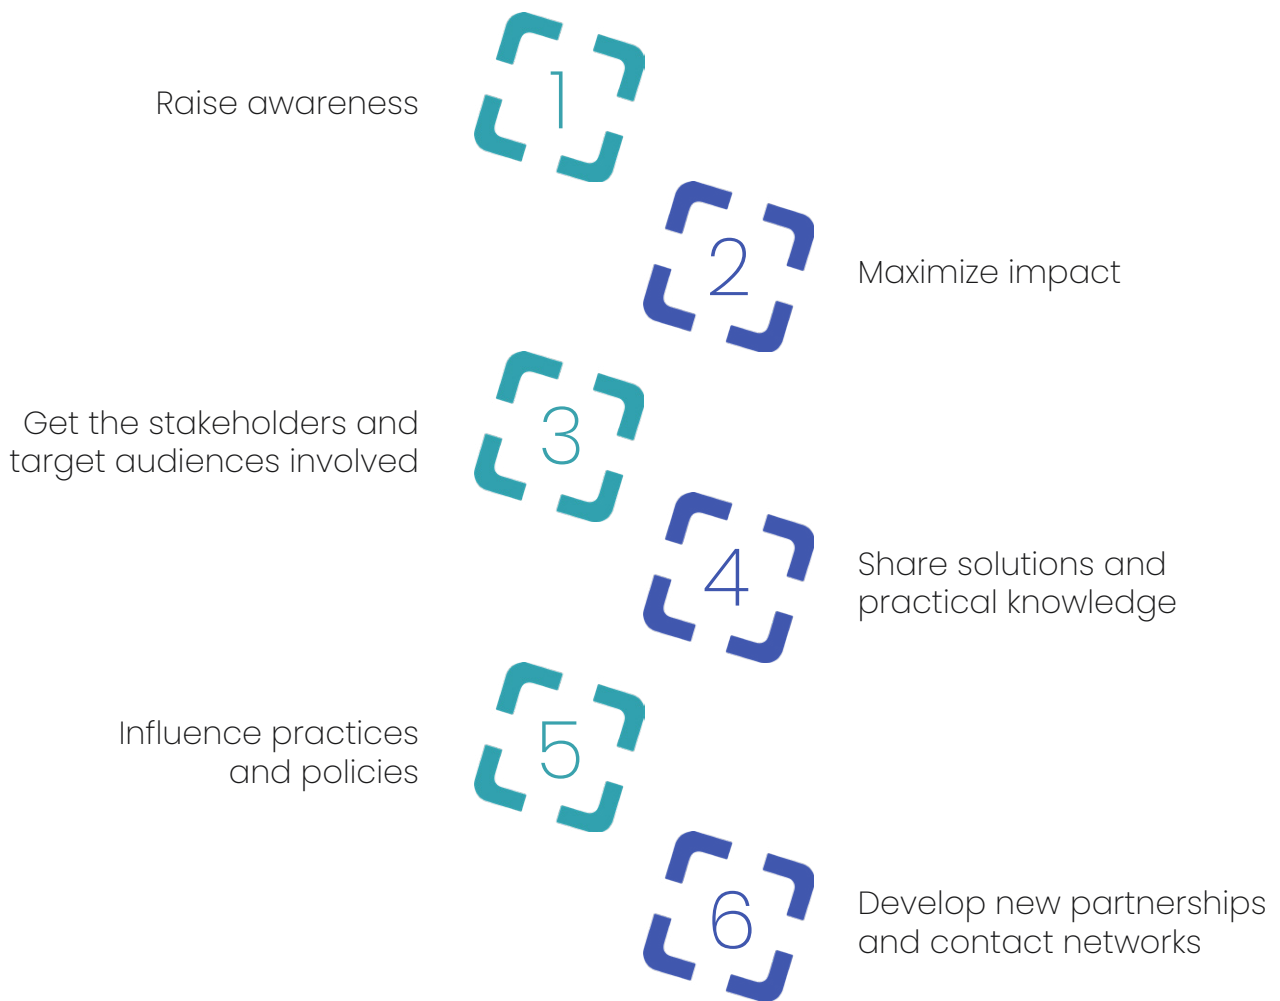 1
Raise awareness
2
Maximize impact
3
Get the stakeholders and
target audiences involved
4
Share solutions and
practical knowledge
5
Influence practices
and policies
6
Develop new partnerships
and contact networks